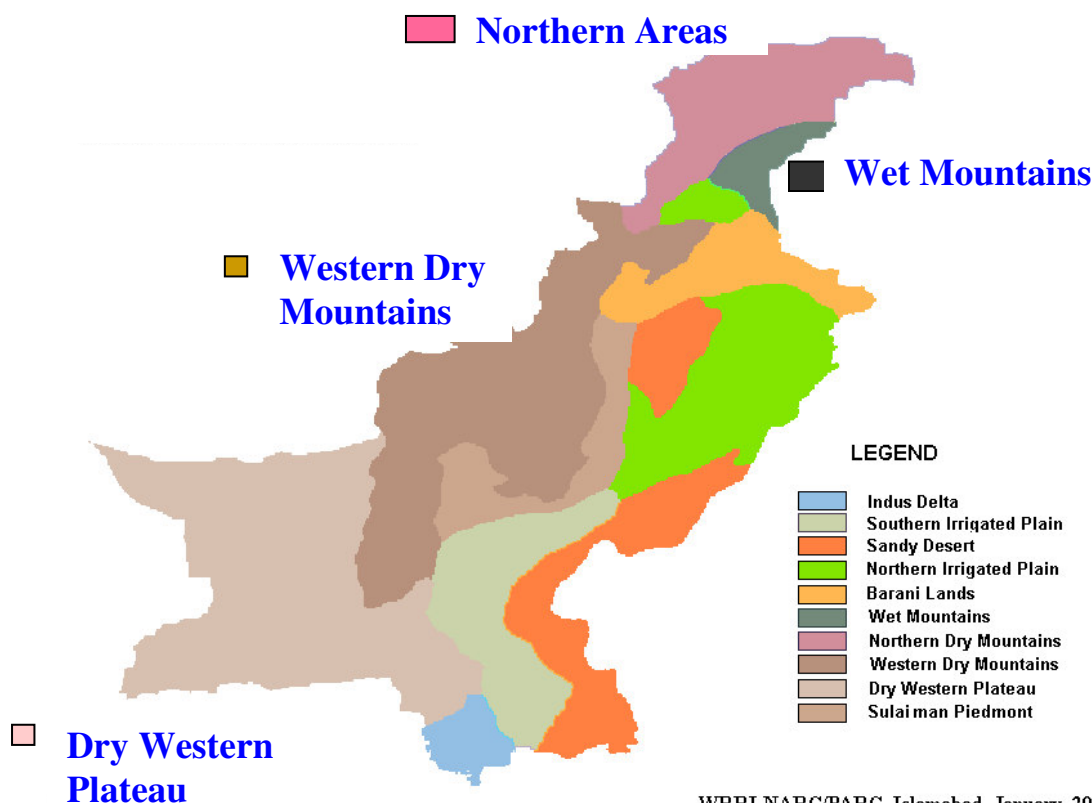 Northern Areas
Wet Mountains
Western Dry
Mountains
LEGEND
Indus Delta
Southern Irrigated Plain
Sandy Desert
Northern Irrigated Plain
Barani Lands
Wet Mountains
Northern Dry Mountains
Western Dry Mountains
Dry Western Plateau
Sulaiman Piedmont
Dry Western
Plateau
NARC/PARC, Islamabad, January, 20